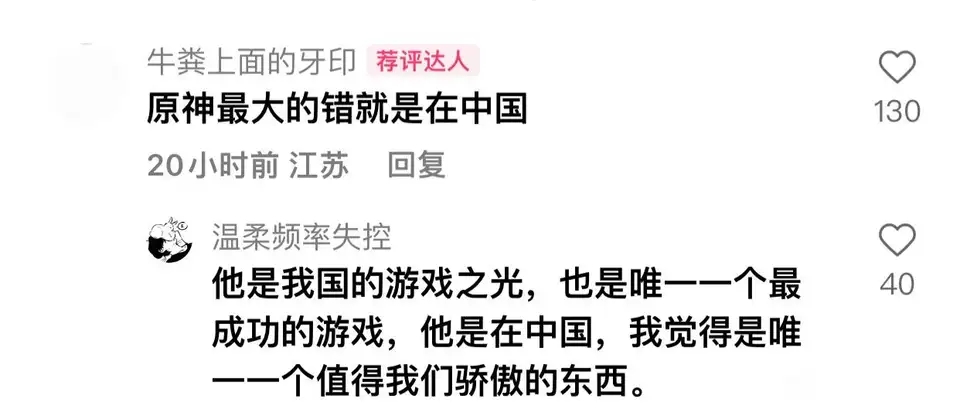 牛粪上面的牙印 荐评达人
原神最大的错就是在中国
130
20小时前 江苏 回复
温柔频率失控
他是我国的游戏之光，也是唯一一个最
40
成功的游戏，他是在中国，我觉得是唯
一一个值得我们骄傲的东西。